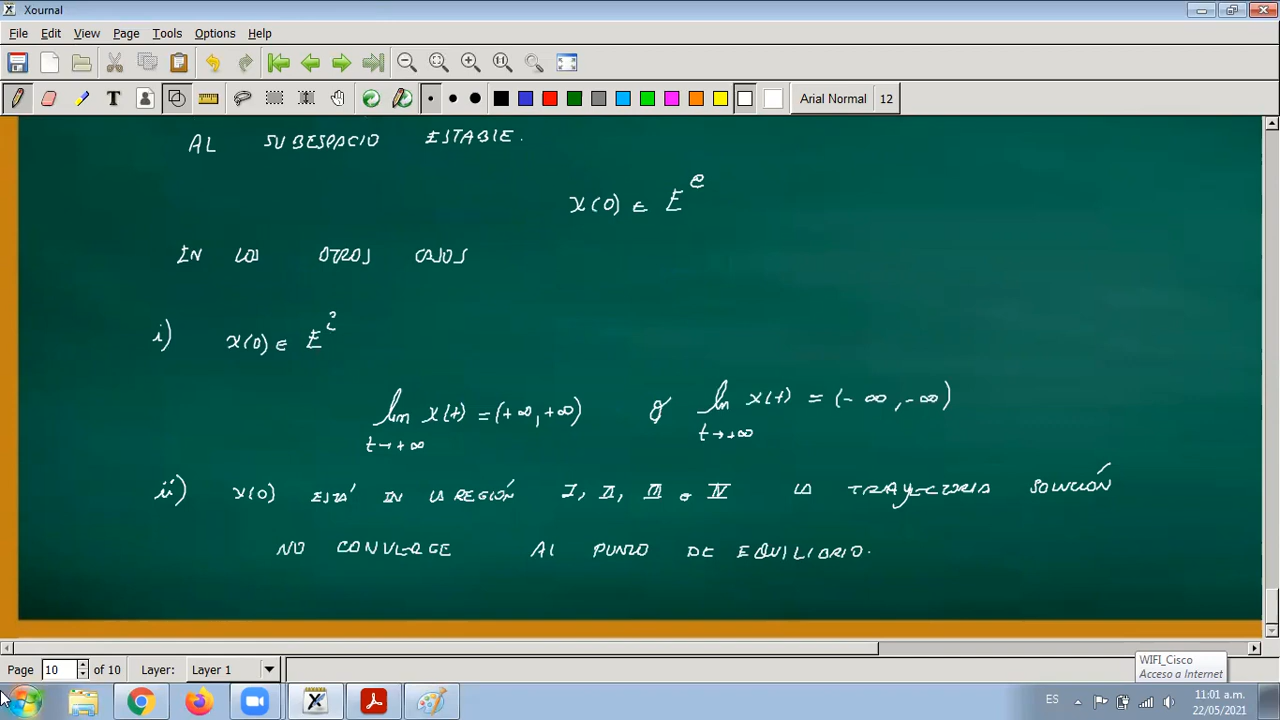 Xournal
File Edit View Page Tools Options Help
Arial Normal 12
AL SUBESPACIO ESTABLE.
x(0) ∈ E^e
EN LOS OTROS CASOS
i) x(0) ∈ E^i
lim x(t) = (+∞,+∞) ó lim x(t) = (-∞,-∞)
t→+∞ t→+∞
ii) x(0) ESTÁ EN LA REGIÓN I, II, III o IV LA TRAYECTORIA SOLUCIÓN
NO CONVERGE AL PUNTO DE EQUILIBRIO.
Page 10 of 10 Layer: Layer 1
WIFI_Cisco
Acceso a Internet
ES 11:01 a.m.
22/05/2021